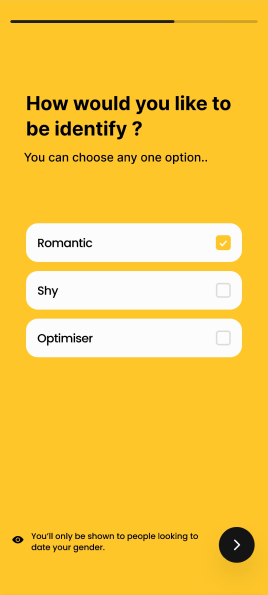 How would you like to
be identify ?
You can choose any one option..
Romantic
Shy
Optimiser
You'll only be shown to people looking to
date your gender.